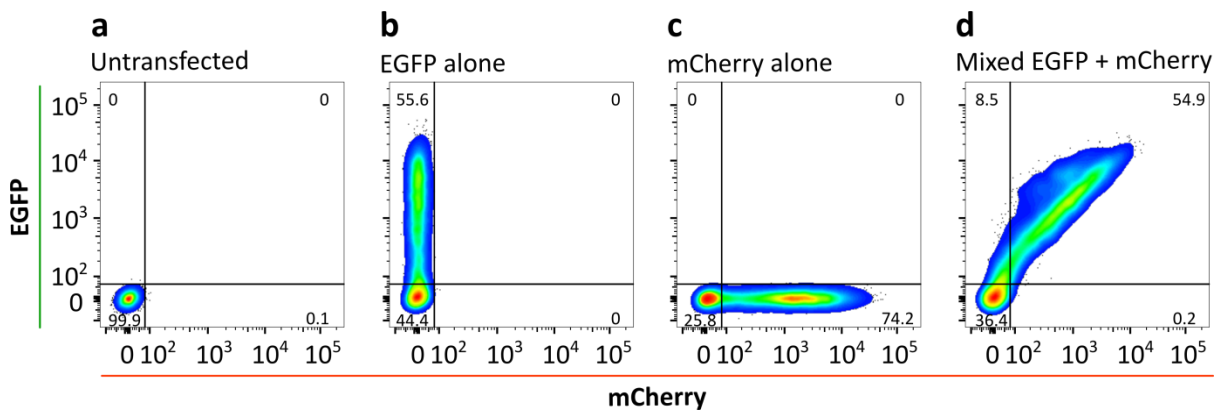 a b c d
Untransfected EGFP alone mCherry alone Mixed EGFP + mCherry
0 0 55.6 0 0 0 8.5 54.9
10⁵
10⁴
10³
10²
0
EGFP
99.9 0.1 44.4 0 25.8 74.2 36.4 0.2
0 10² 10³ 10⁴ 10⁵ 0 10² 10³ 10⁴ 10⁵ 0 10² 10³ 10⁴ 10⁵ 0 10² 10³ 10⁴ 10⁵
mCherry